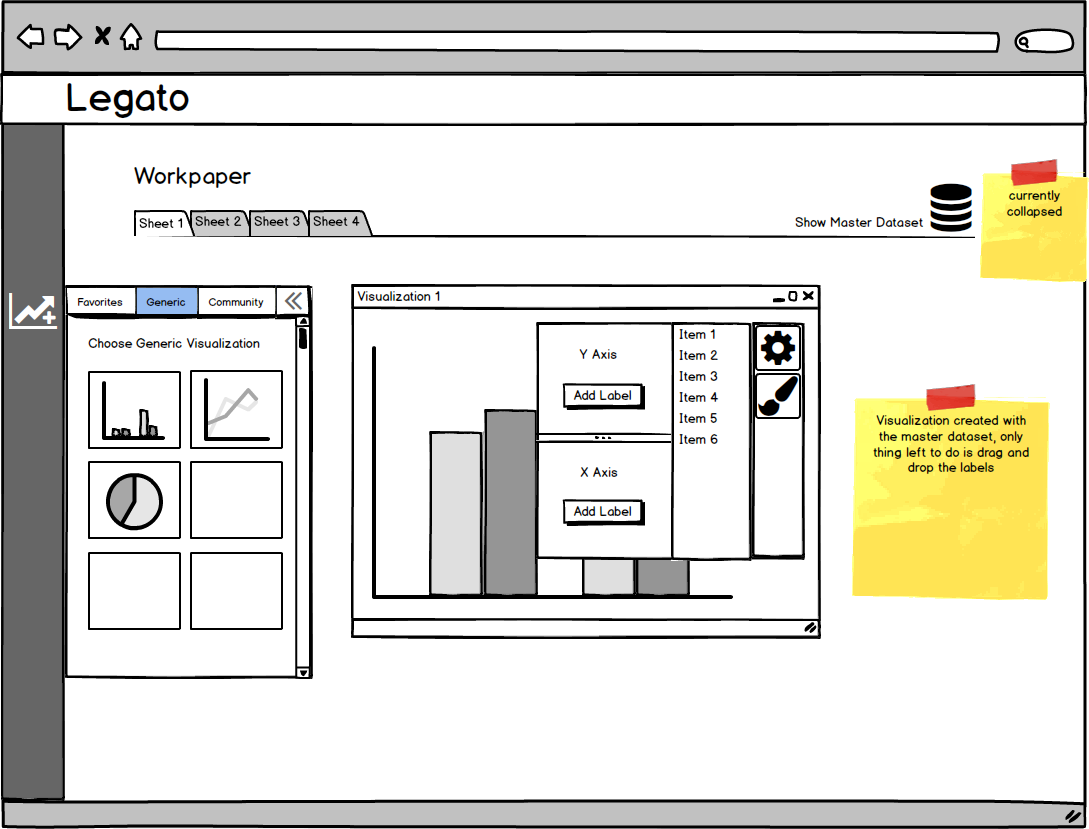 Legato
Workpaper
Sheet 1
Sheet 2
Sheet 3
Sheet 4
Show Master Dataset
currently
collapsed
Favorites
Generic
Community
Choose Generic Visualization
Visualization 1
Y Axis
Add Label
X Axis
Add Label
Item 1
Item 2
Item 3
Item 4
Item 5
Item 6
Visualization created with
the master dataset, only
thing left to do is drag and
drop the labels